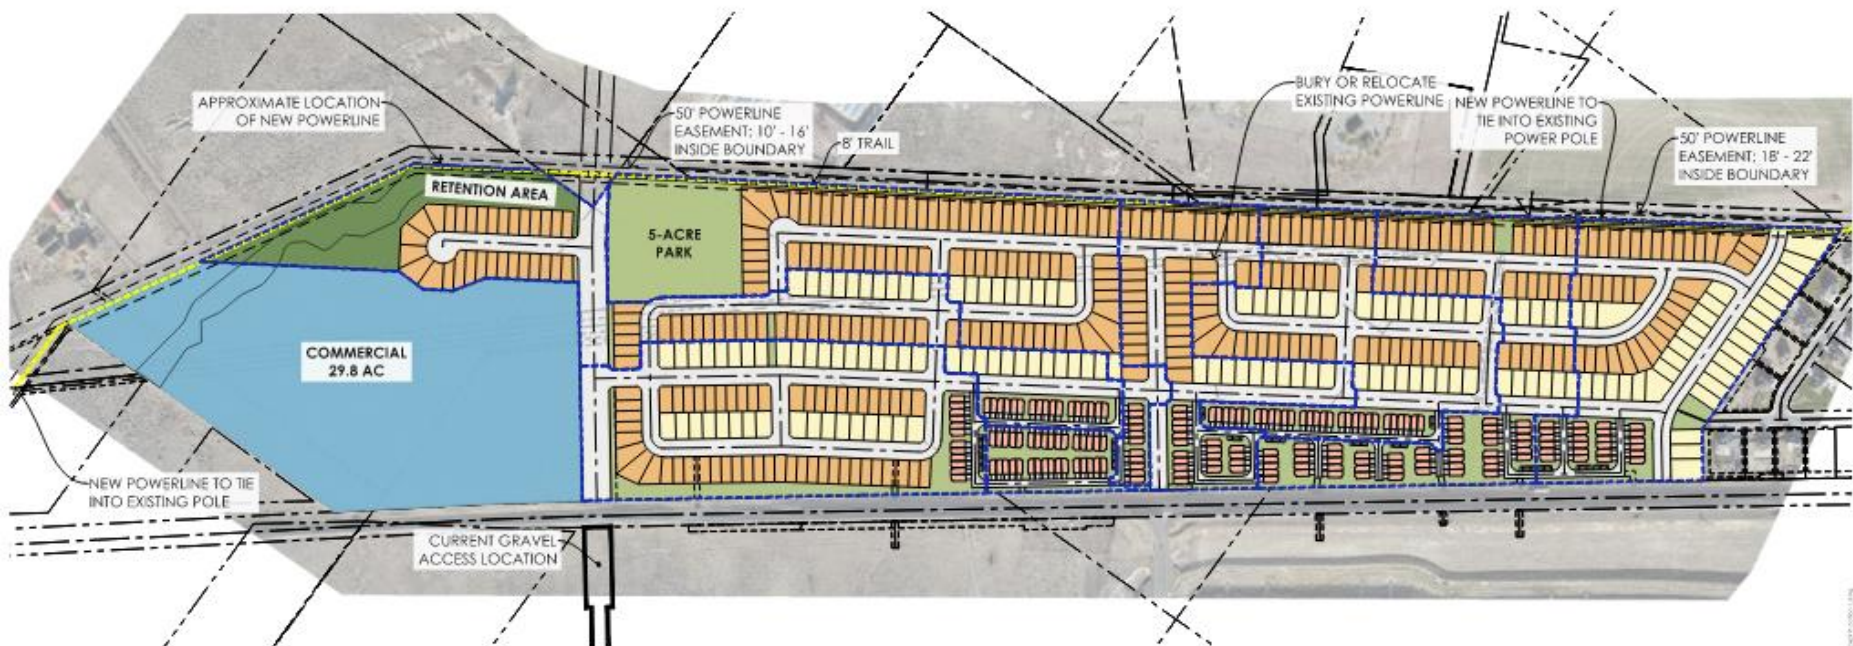 APPROXIMATE LOCATION
OF NEW POWERLINE
50' POWERLINE
EASEMENT; 10' - 16'
INSIDE BOUNDARY
8' TRAIL
BURY OR RELOCATE
EXISTING POWERLINE
NEW POWERLINE TO
TIE INTO EXISTING
POWER POLE
50' POWERLINE
EASEMENT; 18' - 22'
INSIDE BOUNDARY
RETENTION AREA
5-ACRE
PARK
COMMERCIAL
29.8 AC
NEW POWERLINE TO TIE
INTO EXISTING POLE
CURRENT GRAVEL
ACCESS LOCATION